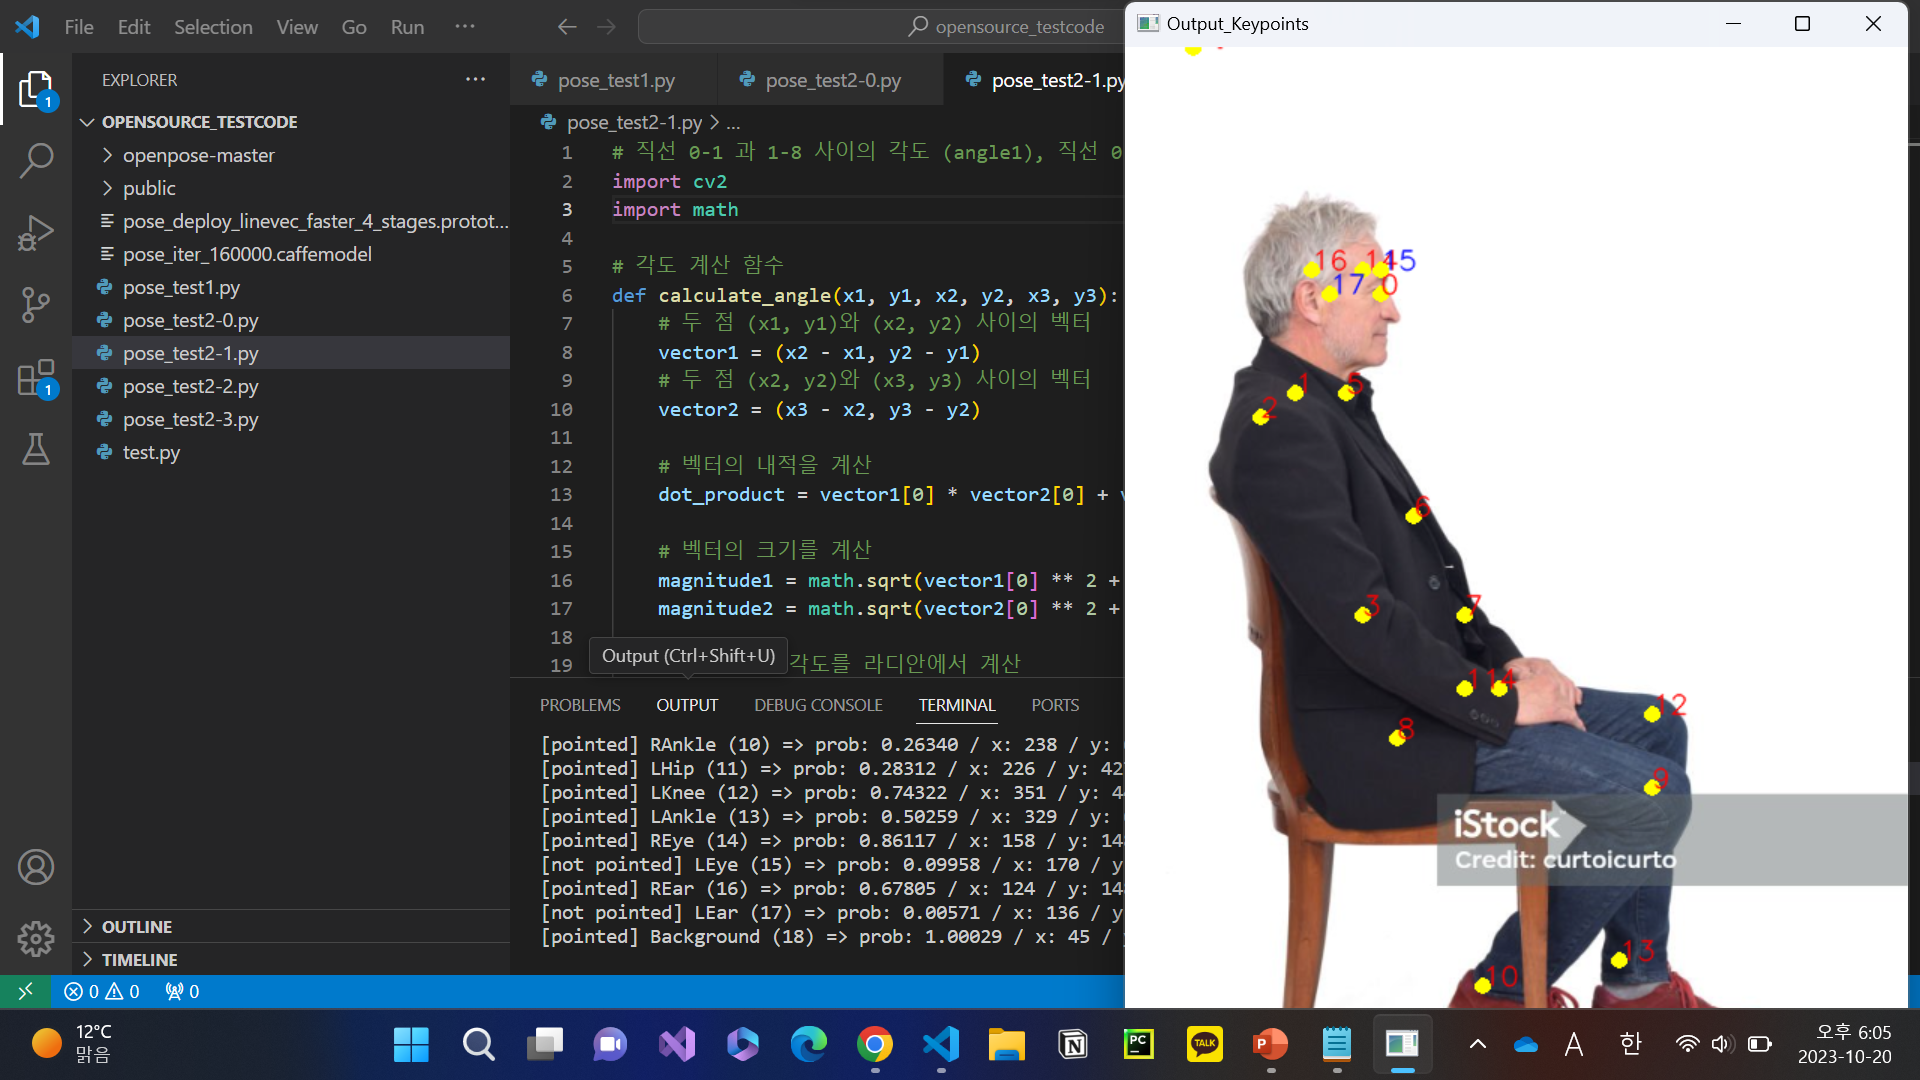 File Edit Selection View Go Run ···
opensource_testcode
EXPLORER
OPENSOURCE_TESTCODE
openpose-master
public
pose_deploy_linevec_faster_4_stages.protot...
pose_iter_160000.caffemodel
pose_test1.py
pose_test2-0.py
pose_test2-1.py
pose_test2-2.py
pose_test2-3.py
test.py
OUTLINE
TIMELINE
1
1
pose_test1.py pose_test2-0.py pose_test2-1.py
pose_test2-1.py > ...
1 # 직선 0-1 과 1-8 사이의 각도 (angle1), 직선 0
2 import cv2
3 import math
4
5 # 각도 계산 함수
6 def calculate_angle(x1, y1, x2, y2, x3, y3):
7 # 두 점 (x1, y1)와 (x2, y2) 사이의 벡터
8 vector1 = (x2 - x1, y2 - y1)
9 # 두 점 (x2, y2)와 (x3, y3) 사이의 벡터
10 vector2 = (x3 - x2, y3 - y2)
11
12 # 벡터의 내적을 계산
13 dot_product = vector1[0] * vector2[0] +
14
15 # 벡터의 크기를 계산
16 magnitude1 = math.sqrt(vector1[0] ** 2 +
17 magnitude2 = math.sqrt(vector2[0] ** 2 +
18
19 각도를 라디안에서 계산
Output (Ctrl+Shift+U)
PROBLEMS OUTPUT DEBUG CONSOLE TERMINAL PORTS
[pointed] RAnkle (10) => prob: 0.26340 / x: 238 / y:
[pointed] LHip (11) => prob: 0.28312 / x: 226 / y: 42
[pointed] LKnee (12) => prob: 0.74322 / x: 351 / y: 4
[pointed] LAnkle (13) => prob: 0.50259 / x: 329 / y:
[pointed] REye (14) => prob: 0.86117 / x: 158 / y: 14
[not pointed] LEye (15) => prob: 0.09958 / x: 170 / y
[pointed] REar (16) => prob: 0.67805 / x: 124 / y: 14
[not pointed] LEar (17) => prob: 0.00571 / x: 136 / y
[pointed] Background (18) => prob: 1.00029 / x: 45 /
0 0 0
Output_Keypoints
16 14 15
17 0
1 5
2
6
3 7
11 4
12
8
9
iStock
Credit: curtoicurto
13
10
12°C
맑음
PC
TALK
P
A 한
오후 6:05
2023-10-20